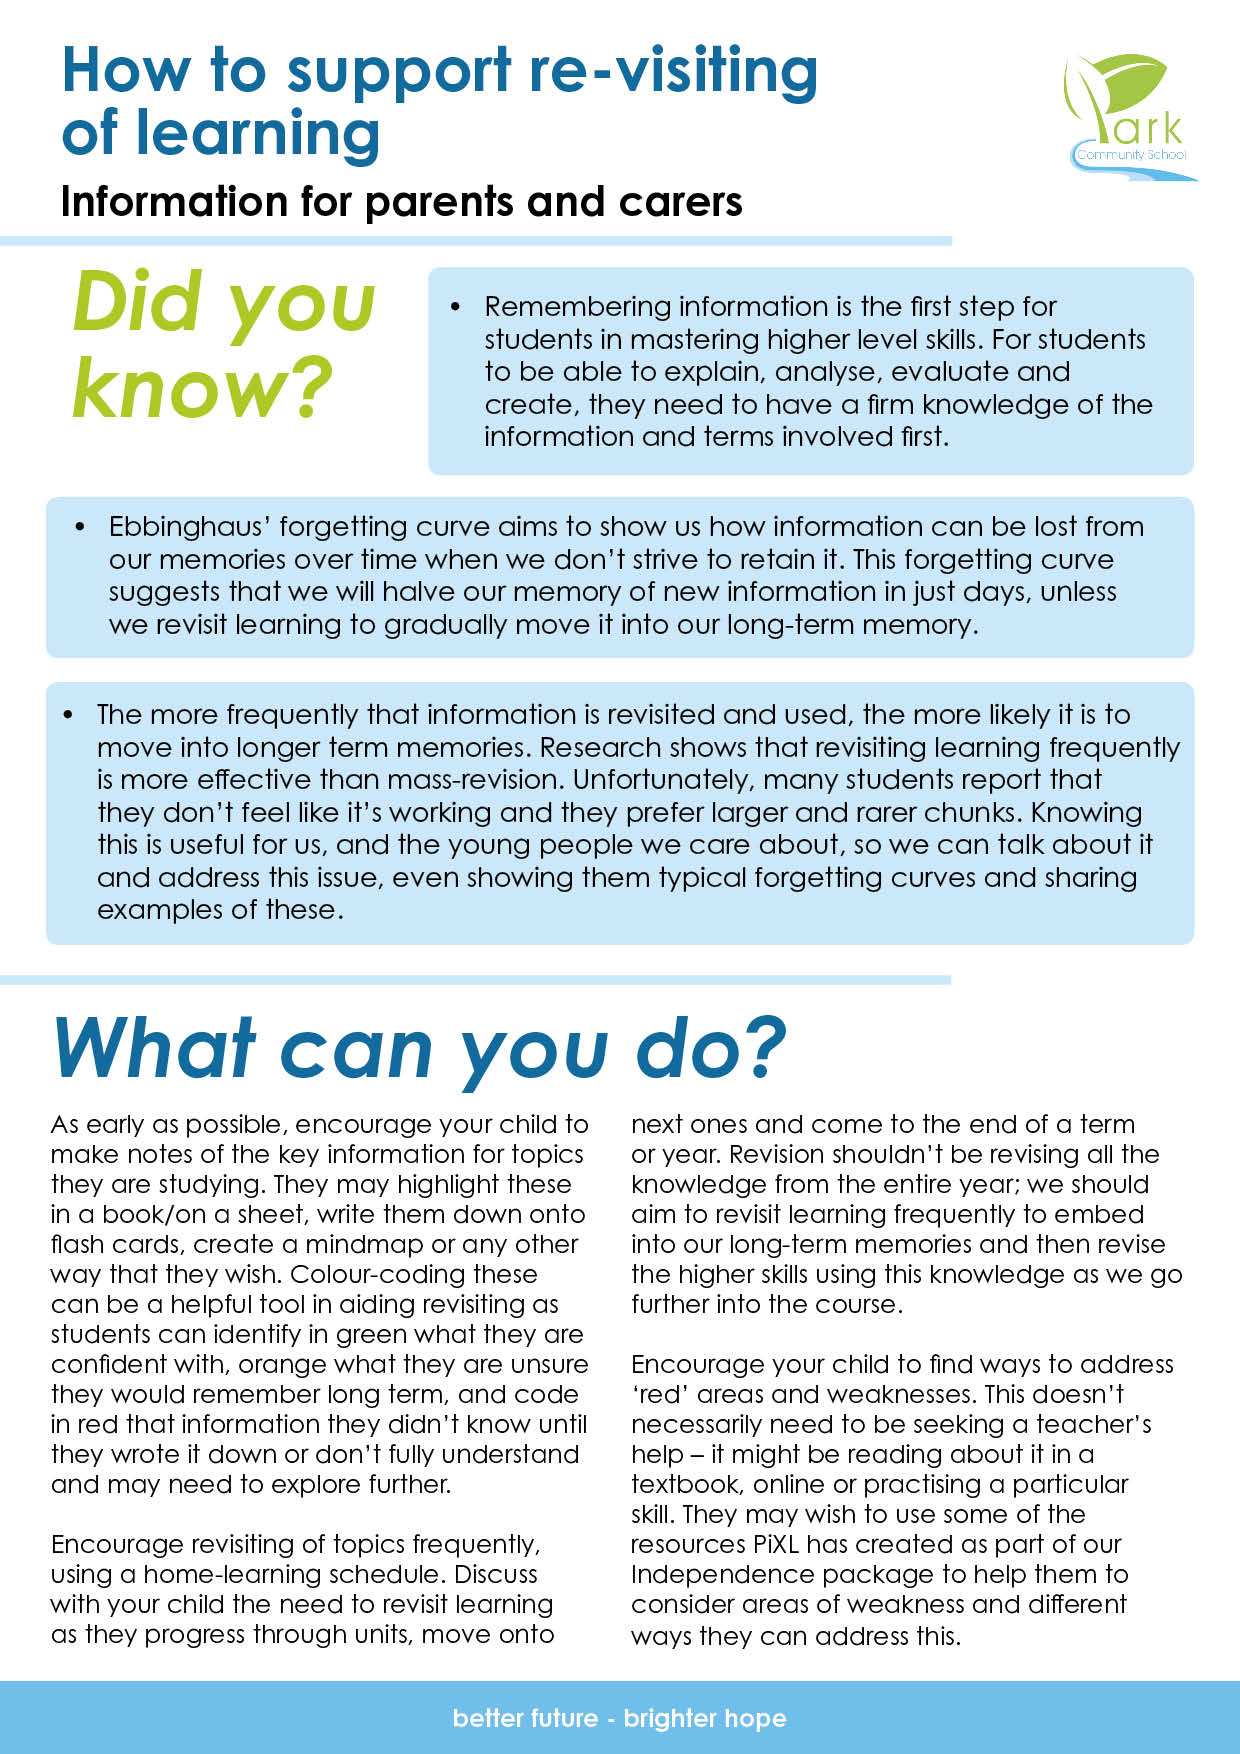 How to support re-visiting
of learning
Information for parents and carers
Park
Community School
Did you
know?
• Remembering information is the first step for
students in mastering higher level skills. For students
to be able to explain, analyse, evaluate and
create, they need to have a firm knowledge of the
information and terms involved first.
• Ebbinghaus’ forgetting curve aims to show us how information can be lost from
our memories over time when we don’t strive to retain it. This forgetting curve
suggests that we will halve our memory of new information in just days, unless
we revisit learning to gradually move it into our long-term memory.
• The more frequently that information is revisited and used, the more likely it is to
move into longer term memories. Research shows that revisiting learning frequently
is more effective than mass-revision. Unfortunately, many students report that
they don’t feel like it’s working and they prefer larger and rarer chunks. Knowing
this is useful for us, and the young people we care about, so we can talk about it
and address this issue, even showing them typical forgetting curves and sharing
examples of these.
What can you do?
As early as possible, encourage your child to
make notes of the key information for topics
they are studying. They may highlight these
in a book/on a sheet, write them down onto
flash cards, create a mindmap or any other
way that they wish. Colour-coding these
can be a helpful tool in aiding revisiting as
students can identify in green what they are
confident with, orange what they are unsure
they would remember long term, and code
in red that information they didn’t know until
they wrote it down or don’t fully understand
and may need to explore further.
Encourage revisiting of topics frequently,
using a home-learning schedule. Discuss
with your child the need to revisit learning
as they progress through units, move onto
next ones and come to the end of a term
or year. Revision shouldn’t be revising all the
knowledge from the entire year; we should
aim to revisit learning frequently to embed
into our long-term memories and then revise
the higher skills using this knowledge as we go
further into the course.
Encourage your child to find ways to address
‘red’ areas and weaknesses. This doesn’t
necessarily need to be seeking a teacher’s
help – it might be reading about it in a
textbook, online or practising a particular
skill. They may wish to use some of the
resources PiXL has created as part of our
Independence package to help them to
consider areas of weakness and different
ways they can address this.
better future - brighter hope